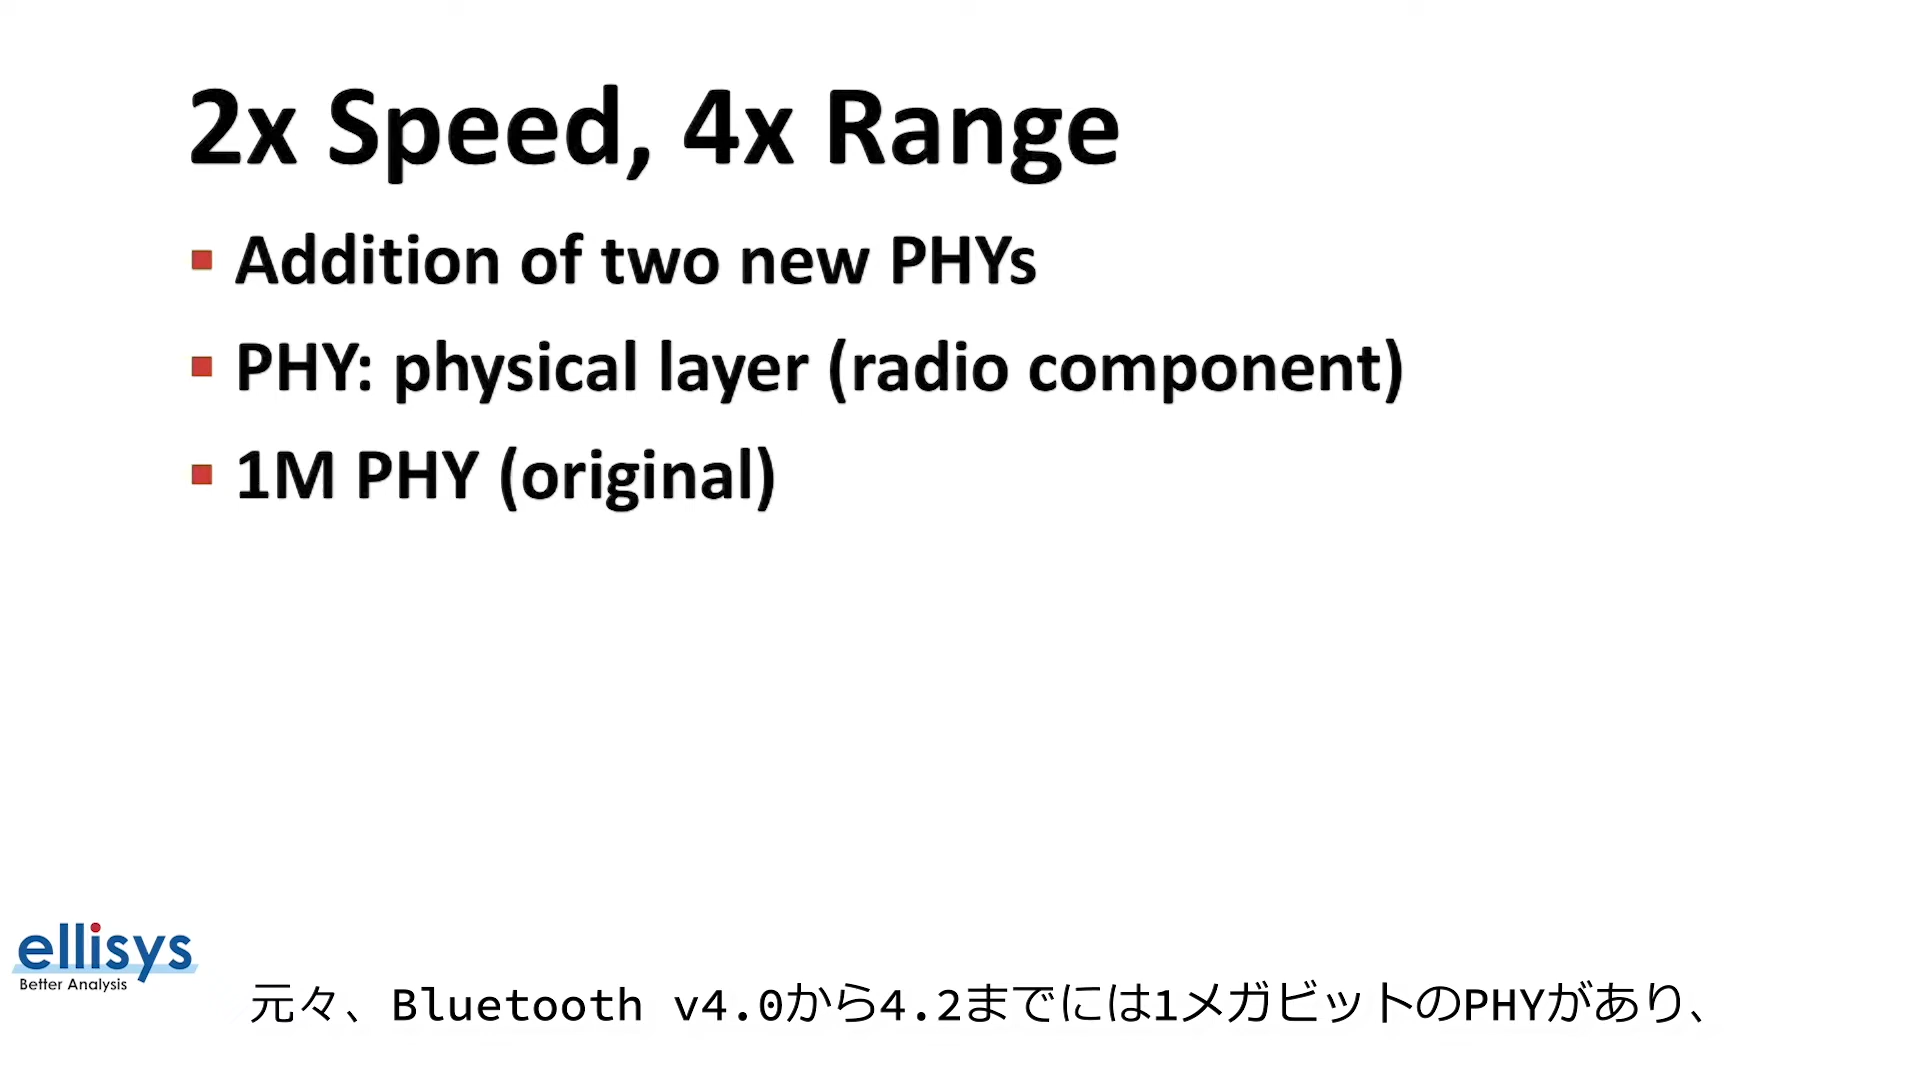 2x Speed, 4x Range
Addition of two new PHYs
PHY: physical layer (radio component)
1M PHY (original)
ellisys
Better Analysis
元々、Bluetooth v4.0から4.2までには1メガビットのPHYがあり、